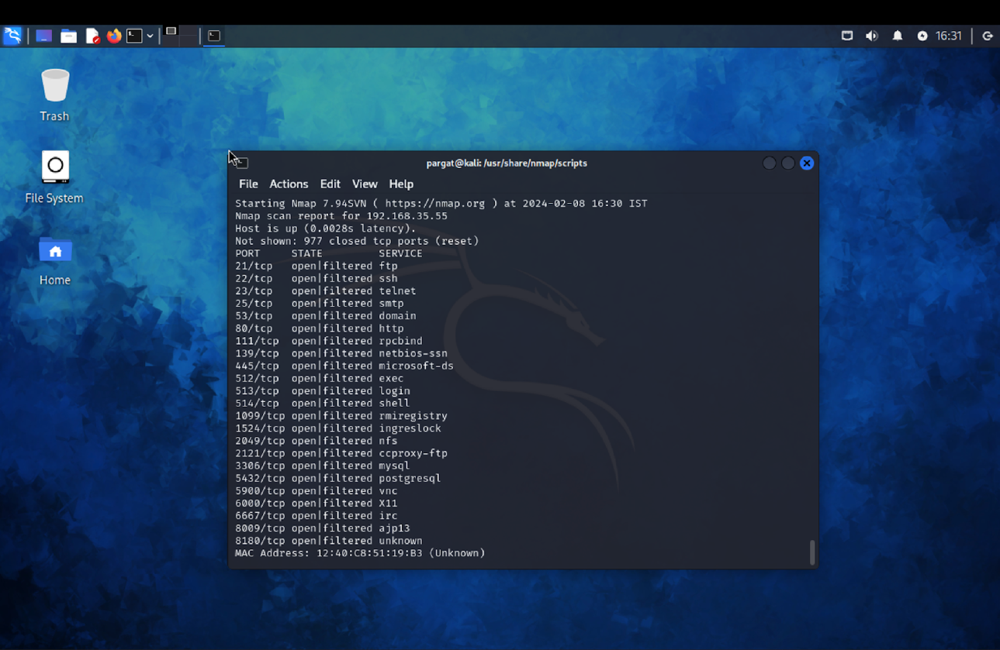 16:31
Trash
File System
Home
pargat@kali: /usr/share/nmap/scripts
File Actions Edit View Help
Starting Nmap 7.94SVN ( https://nmap.org ) at 2024-02-08 16:30 IST
Nmap scan report for 192.168.35.55
Host is up (0.0028s latency).
Not shown: 977 closed tcp ports (reset)
PORT     STATE         SERVICE
21/tcp   open|filtered ftp
22/tcp   open|filtered ssh
23/tcp   open|filtered telnet
25/tcp   open|filtered smtp
53/tcp   open|filtered domain
80/tcp   open|filtered http
111/tcp  open|filtered rpcbind
139/tcp  open|filtered netbios-ssn
445/tcp  open|filtered microsoft-ds
512/tcp  open|filtered exec
513/tcp  open|filtered login
514/tcp  open|filtered shell
1099/tcp open|filtered rmiregistry
1524/tcp open|filtered ingreslock
2049/tcp open|filtered nfs
2121/tcp open|filtered ccproxy-ftp
3306/tcp open|filtered mysql
5432/tcp open|filtered postgresql
5900/tcp open|filtered vnc
6000/tcp open|filtered X11
6667/tcp open|filtered irc
8009/tcp open|filtered ajp13
8180/tcp open|filtered unknown
MAC Address: 12:40:C8:51:19:B3 (Unknown)